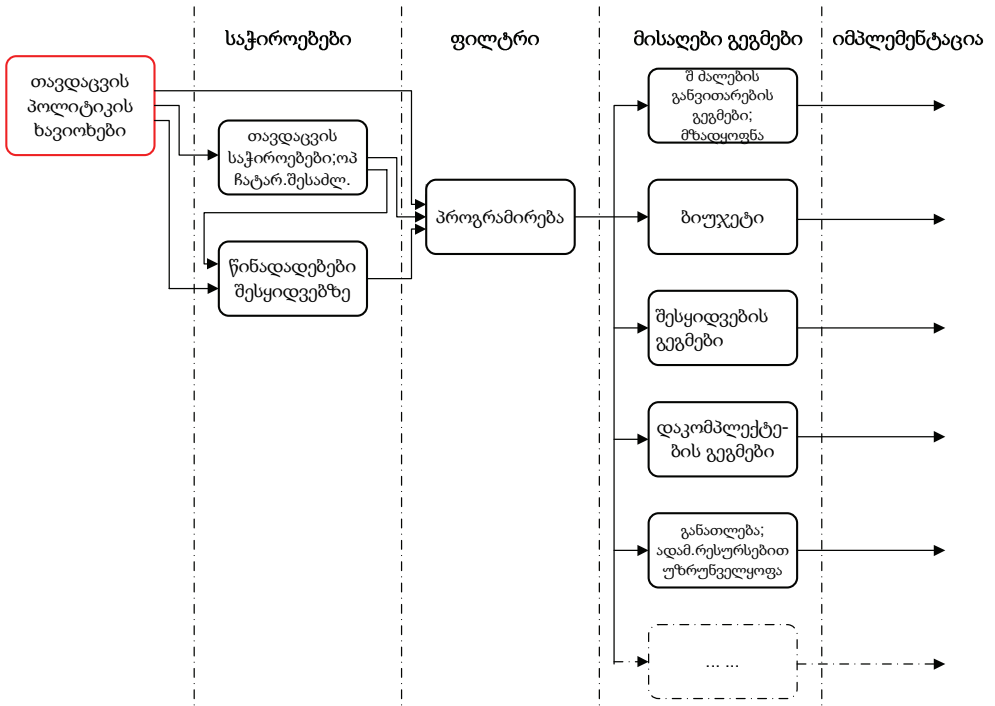 საჭიროებები
ფილტრი
მისაღები გეგმები
იმპლემენტაცია
თავდაცვის
პოლიტიკის
ხავიოხები
თავდაცვის
საჭიროებები;ოპ
ჩატარ.შესაძლ.
წინადადებები
შესყიდვებზე
პროგრამირება
შ ძალების
განვითარების
გეგმები;
მზადყოფნა
ბიუჯეტი
შესყიდვების
გეგმები
დაკომპლექტე-
ბის გეგმები
განათლება;
ადამ.რესურსებით
უზრუნველყოფა
... ...